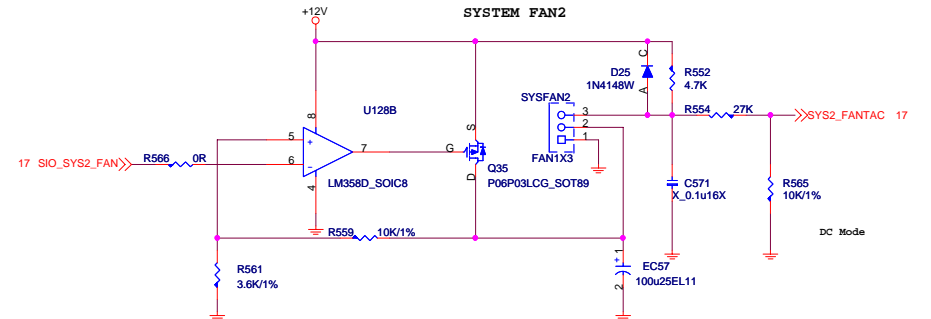 SYSTEM FAN2
+12V
C
D25
1N4148W
A
R552
4.7K
SYSFAN2
U128B
8
S
3
2
1
FAN1X3
R554
27K
SYS2_FANTAC 17
5
+
6
-
7
G
17 SIO_SYS2_FAN
R566
0R
4
LM358D_SOIC8
Q35
P06P03LCG_SOT89
D
C571
X_0.1u16X
R565
10K/1%
DC Mode
R559
10K/1%
R561
3.6K/1%
1
+
2
EC57
100u25EL11